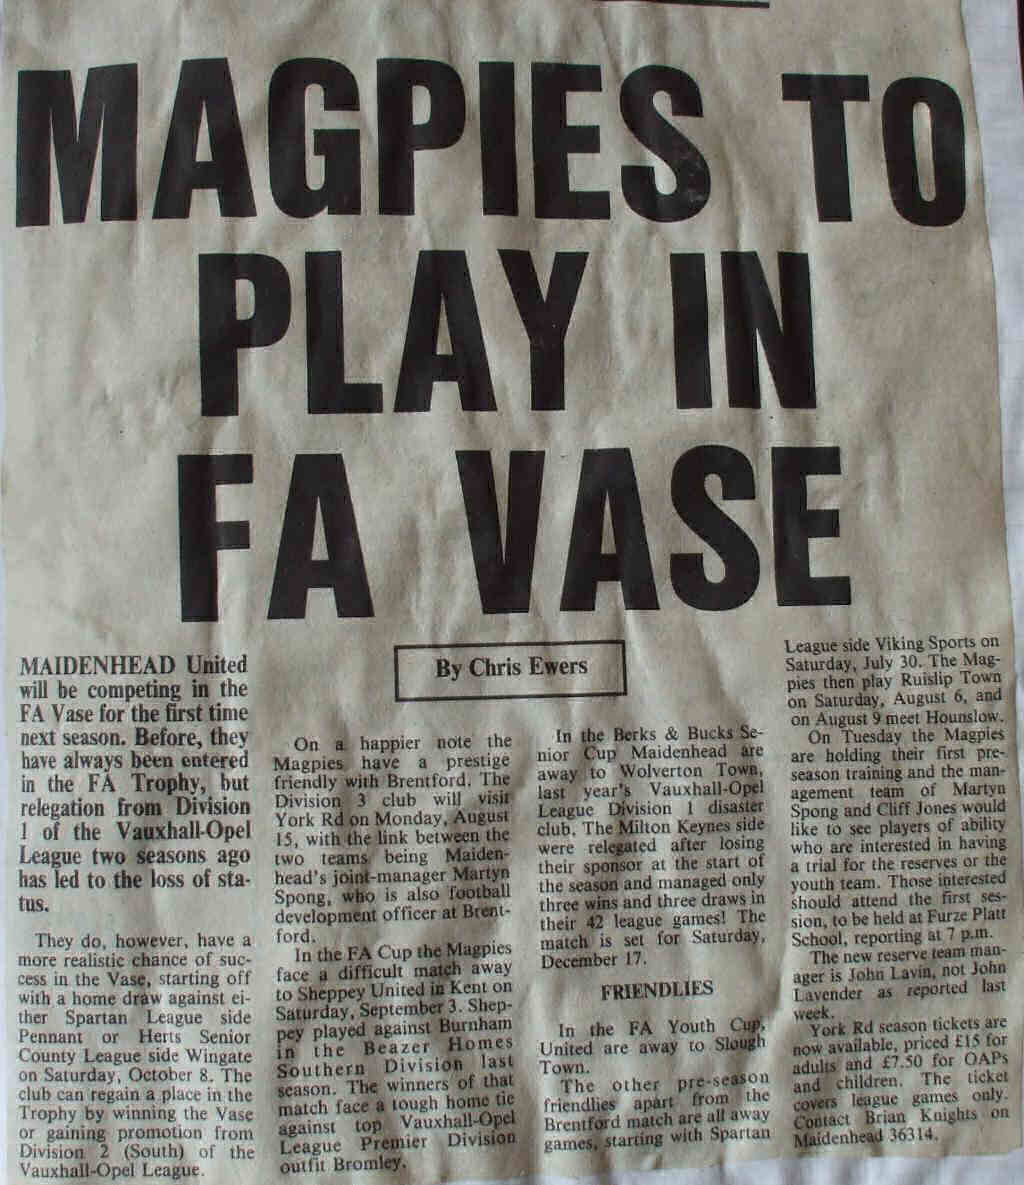 MAGPIES TO
PLAY IN
FA VASE
By Chris Ewers
MAIDENHEAD United
will be competing in the
FA Vase for the first time
next season. Before, they
have always been entered
in the FA Trophy, but
relegation from Division
1 of the Vauxhall-Opel
League two seasons ago
has led to the loss of sta-
tus.
They do, however, have a
more realistic chance of suc-
cess in the Vase, starting off
with a home draw against ei-
ther Spartan League side
Pennant or Herts Senior
County League side Wingate
on Saturday, October 8. The
club can regain a place in the
Trophy by winning the Vase
or gaining promotion from
Division 2 (South) of the
Vauxhall-Opel League.
On a happier note the
Magpies have a prestige
friendly with Brentford. The
Division 3 club will visit
York Rd on Monday, August
15, with the link between the
two teams being Maiden-
head's joint-manager Martyn
Spong, who is also football
development officer at Brent-
ford.
In the FA Cup the Magpies
face a difficult match away
to Sheppey United in Kent on
Saturday, September 3. Shep-
pey played against Burnham
in the Beazer Homes
Southern Division last
season. The winners of that
match face a tough home tie
against top Vauxhall-Opel
League Premier Division
outfit Bromley.
In the Berks & Bucks Se-
nior Cup Maidenhead are
away to Wolverton Town,
last year's Vauxhall-Opel
League Division 1 disaster
club. The Milton Keynes side
were relegated after losing
their sponsor at the start of
the season and managed only
three wins and three draws in
their 42 league games! The
match is set for Saturday,
December 17.
FRIENDLIES
In the FA Youth Cup,
United are away to Slough
Town.
The other pre-season
friendlies apart from the
Brentford match are all away
games, starting with Spartan
League side Viking Sports on
Saturday, July 30. The Mag-
pies then play Ruislip Town
on Saturday, August 6, and
on August 9 meet Hounslow.
On Tuesday the Magpies
are holding their first pre-
season training and the man-
agement team of Martyn
Spong and Cliff Jones would
like to see players of ability
who are interested in having
a trial for the reserves or the
youth team. Those interested
should attend the first ses-
sion, to be held at Furze Platt
School, reporting at 7 p.m.
The new reserve team man-
ager is John Lavin, not John
Lavender as reported last
week.
York Rd season tickets are
now available, priced £15 for
adults and £7.50 for OAPs
and children. The ticket
covers league games only.
Contact Brian Knights on
Maidenhead 36314.